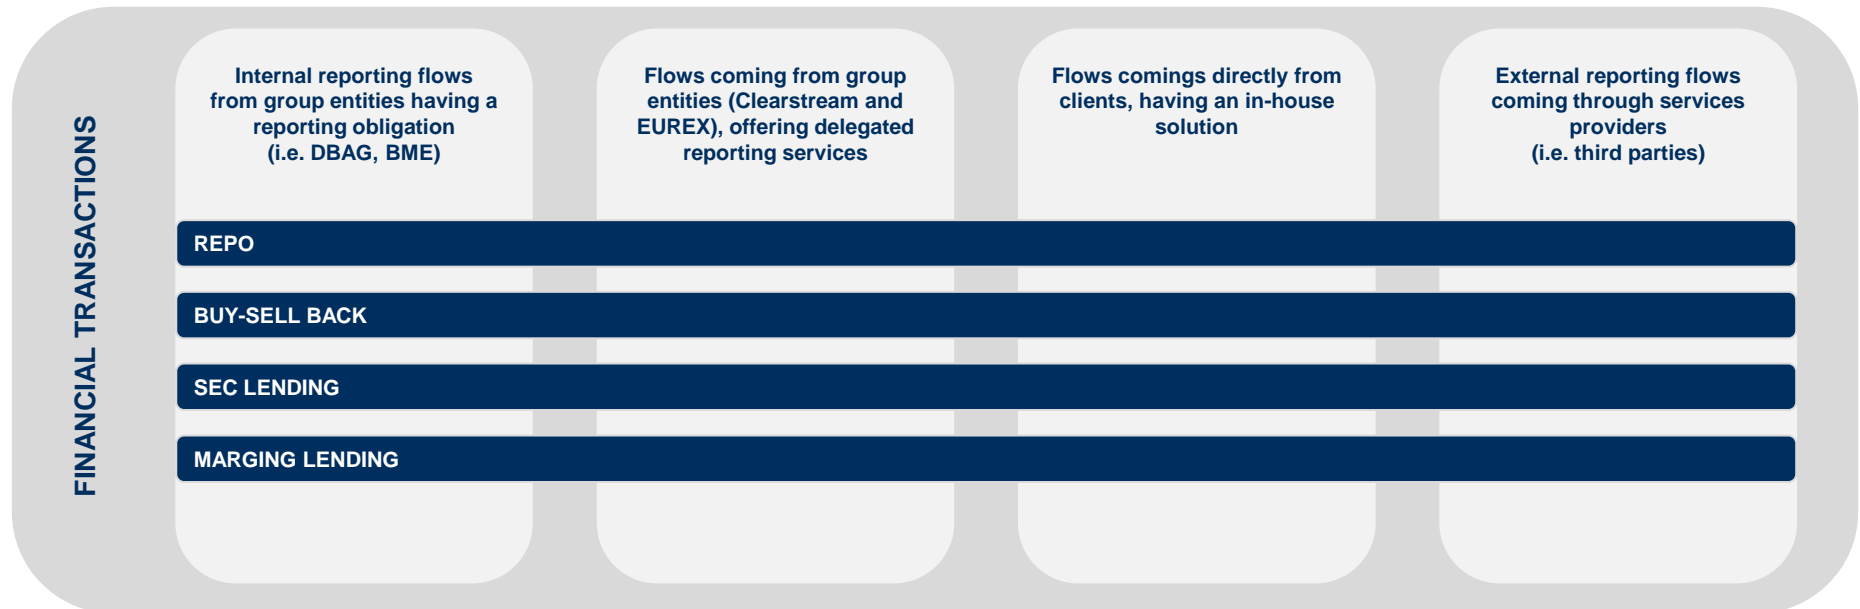 FINANCIAL TRANSACTIONS
Internal reporting flows
from group entities having a
reporting obligation
(i.e. DBAG, BME)
Flows coming from group
entities (Clearstream and
EUREX), offering delegated
reporting services
Flows comings directly from
clients, having an in-house
solution
External reporting flows
coming through services
providers
(i.e. third parties)
REPO
BUY-SELL BACK
SEC LENDING
MARGING LENDING